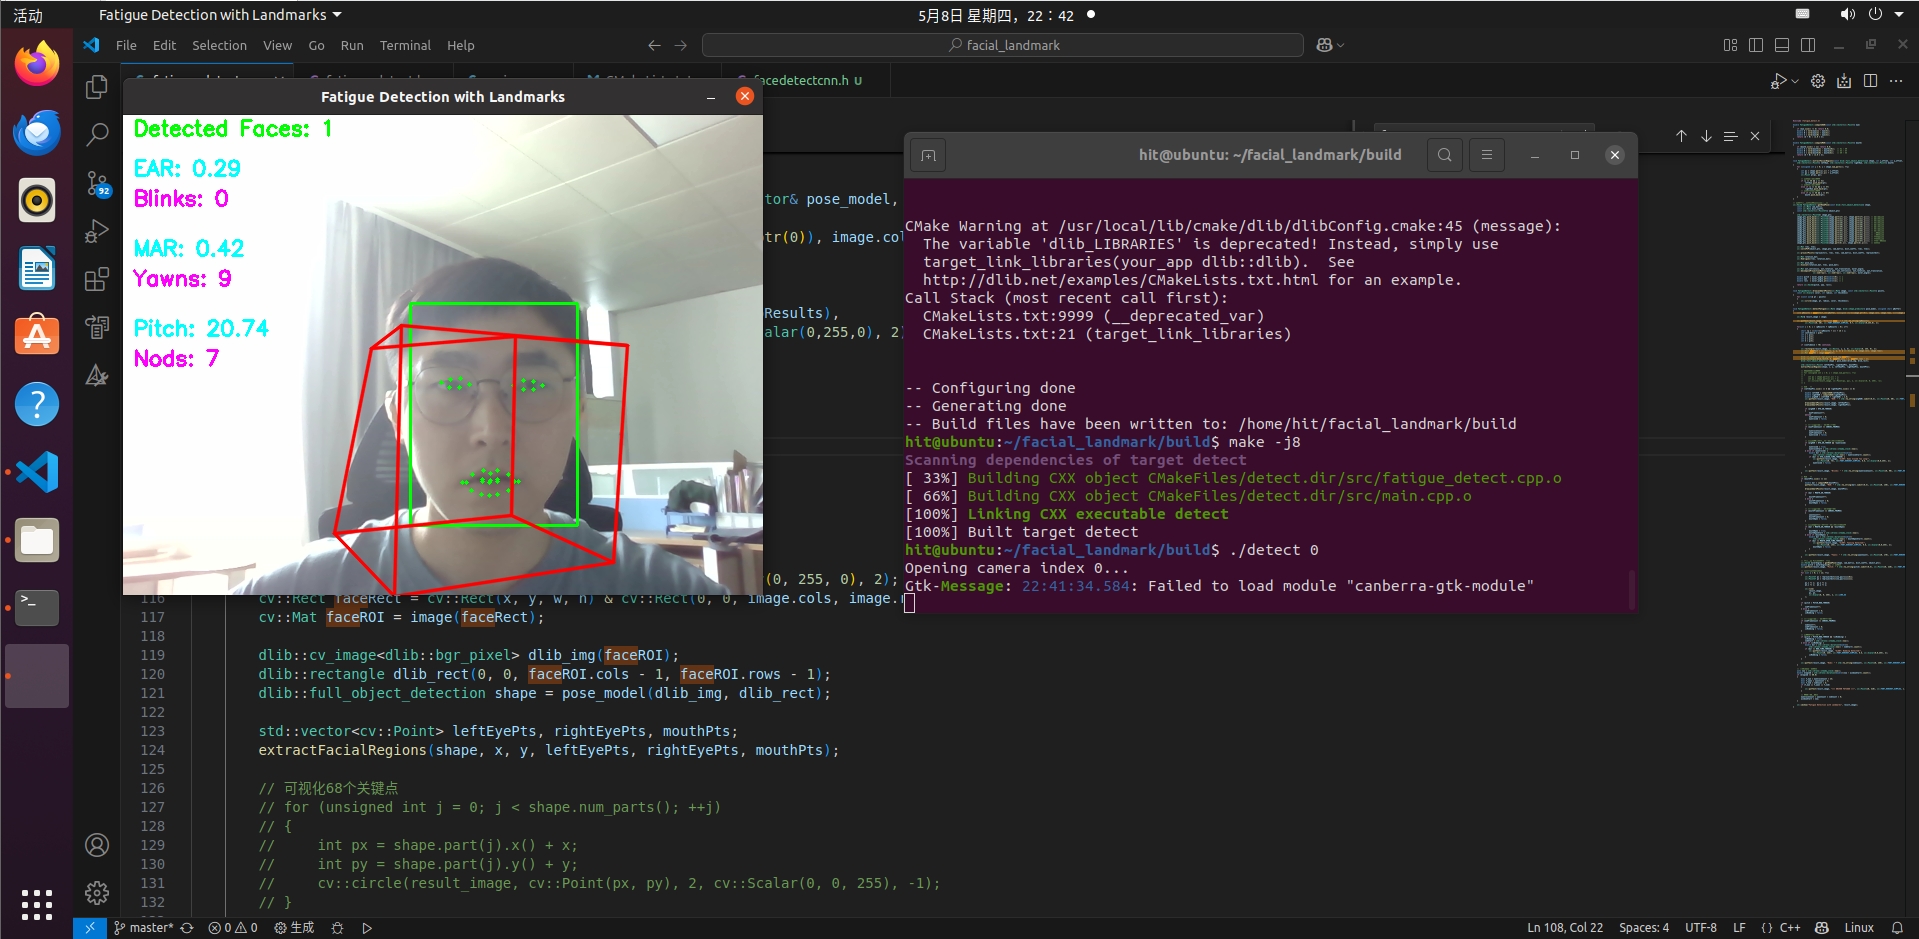 活动
Fatigue Detection with Landmarks
5月8日 星期四，22：42
File Edit Selection View Go Run Terminal Help
facial_landmark
facedetectcnn.h U
92
Fatigue Detection with Landmarks
Detected Faces: 1
EAR: 0.29
Blinks: 0
MAR: 0.42
Yawns: 9
Pitch: 20.74
Nods: 7
tor& pose_model,
tr(0)), image.col
Results),
alar(0,255,0), 2)
(0, 255, 0), 2);
hit@ubuntu: ~/facial_landmark/build
CMake Warning at /usr/local/lib/cmake/dlib/dlibConfig.cmake:45 (message):
The variable 'dlib_LIBRARIES' is deprecated! Instead, simply use
target_link_libraries(your_app dlib::dlib).  See
http://dlib.net/examples/CMakeLists.txt.html for an example.
Call Stack (most recent call first):
CMakeLists.txt:9999 (__deprecated_var)
CMakeLists.txt:21 (target_link_libraries)
-- Configuring done
-- Generating done
-- Build files have been written to: /home/hit/facial_landmark/build
hit@ubuntu:~/facial_landmark/build$ make -j8
Scanning dependencies of target detect
[ 33%] Building CXX object CMakeFiles/detect.dir/src/fatigue_detect.cpp.o
[ 66%] Building CXX object CMakeFiles/detect.dir/src/main.cpp.o
[100%] Linking CXX executable detect
[100%] Built target detect
hit@ubuntu:~/facial_landmark/build$ ./detect 0
Opening camera index 0...
Gtk-Message: 22:41:34.584: Failed to load module "canberra-gtk-module"
116 cv::Rect faceRect = cv::Rect(x, y, w, h) & cv::Rect(0, 0, image.cols, image.r
117 cv::Mat faceROI = image(faceRect);
118
119 dlib::cv_image<dlib::bgr_pixel> dlib_img(faceROI);
120 dlib::rectangle dlib_rect(0, 0, faceROI.cols - 1, faceROI.rows - 1);
121 dlib::full_object_detection shape = pose_model(dlib_img, dlib_rect);
122
123 std::vector<cv::Point> leftEyePts, rightEyePts, mouthPts;
124 extractFacialRegions(shape, x, y, leftEyePts, rightEyePts, mouthPts);
125
126 // 可视化68个关键点
127 // for (unsigned int j = 0; j < shape.num_parts(); ++j)
128 // {
129 //     int px = shape.part(j).x() + x;
130 //     int py = shape.part(j).y() + y;
131 //     cv::circle(result_image, cv::Point(px, py), 2, cv::Scalar(0, 0, 255), -1);
132 // }
master* 0 0 生成
Ln 108, Col 22 Spaces: 4 UTF-8 LF {} C++ Linux